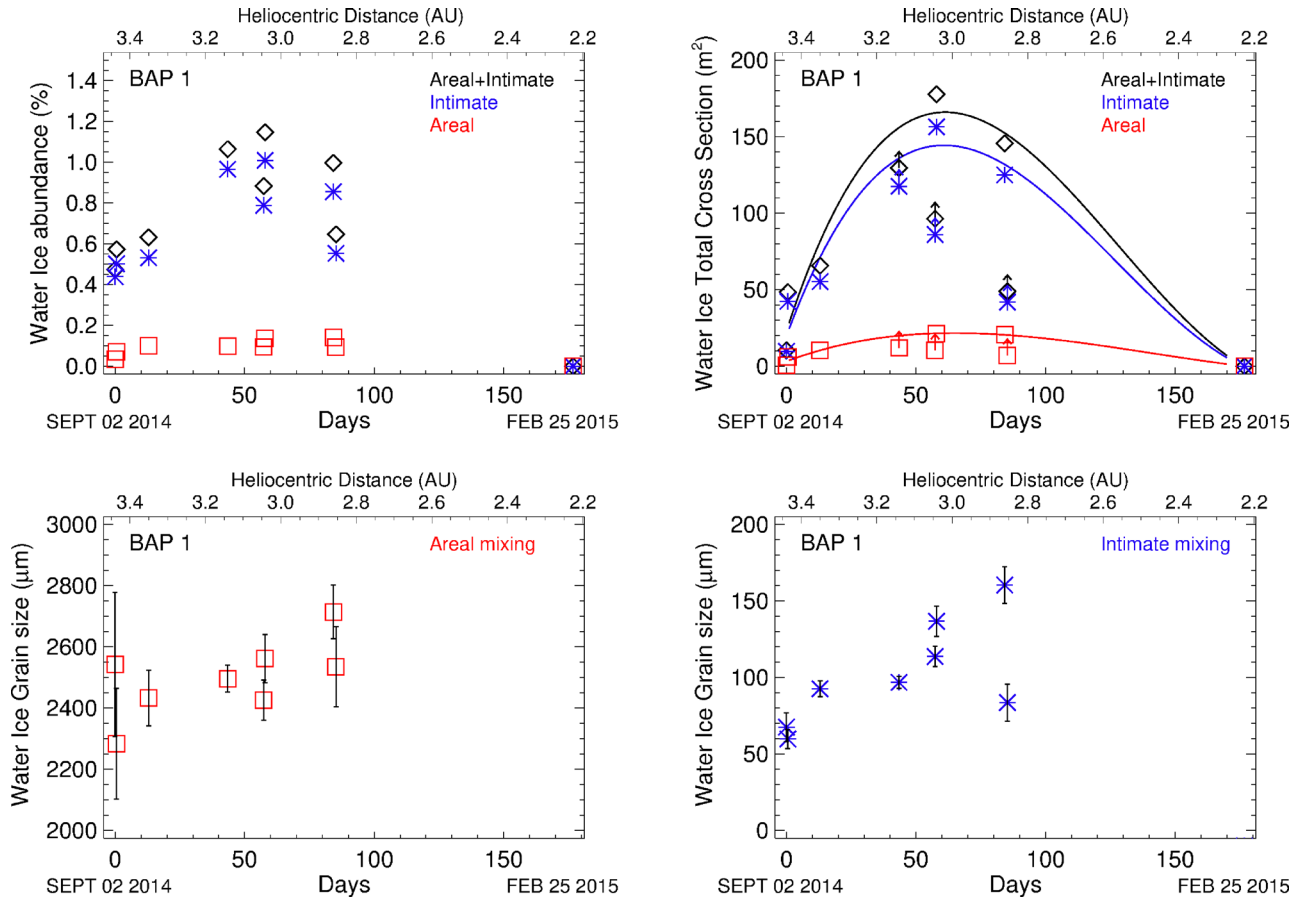 Heliocentric Distance (AU)
3.4 3.2 3.0 2.8 2.6 2.4 2.2
BAP 1
Areal+Intimate
Intimate
Areal
Water Ice abundance (%)
1.4
1.2
1.0
0.8
0.6
0.4
0.2
0.0
0 50 100 150
SEPT 02 2014 Days FEB 25 2015
Heliocentric Distance (AU)
3.4 3.2 3.0 2.8 2.6 2.4 2.2
BAP 1
Areal+Intimate
Intimate
Areal
Water Ice Total Cross Section (m²)
200
150
100
50
0
0 50 100 150
SEPT 02 2014 Days FEB 25 2015
Heliocentric Distance (AU)
3.4 3.2 3.0 2.8 2.6 2.4 2.2
BAP 1 Areal mixing
Water Ice Grain size (μm)
3000
2800
2600
2400
2200
2000
0 50 100 150
SEPT 02 2014 Days FEB 25 2015
Heliocentric Distance (AU)
3.4 3.2 3.0 2.8 2.6 2.4 2.2
BAP 1 Intimate mixing
Water Ice Grain size (μm)
200
150
100
50
0
0 50 100 150
SEPT 02 2014 Days FEB 25 2015